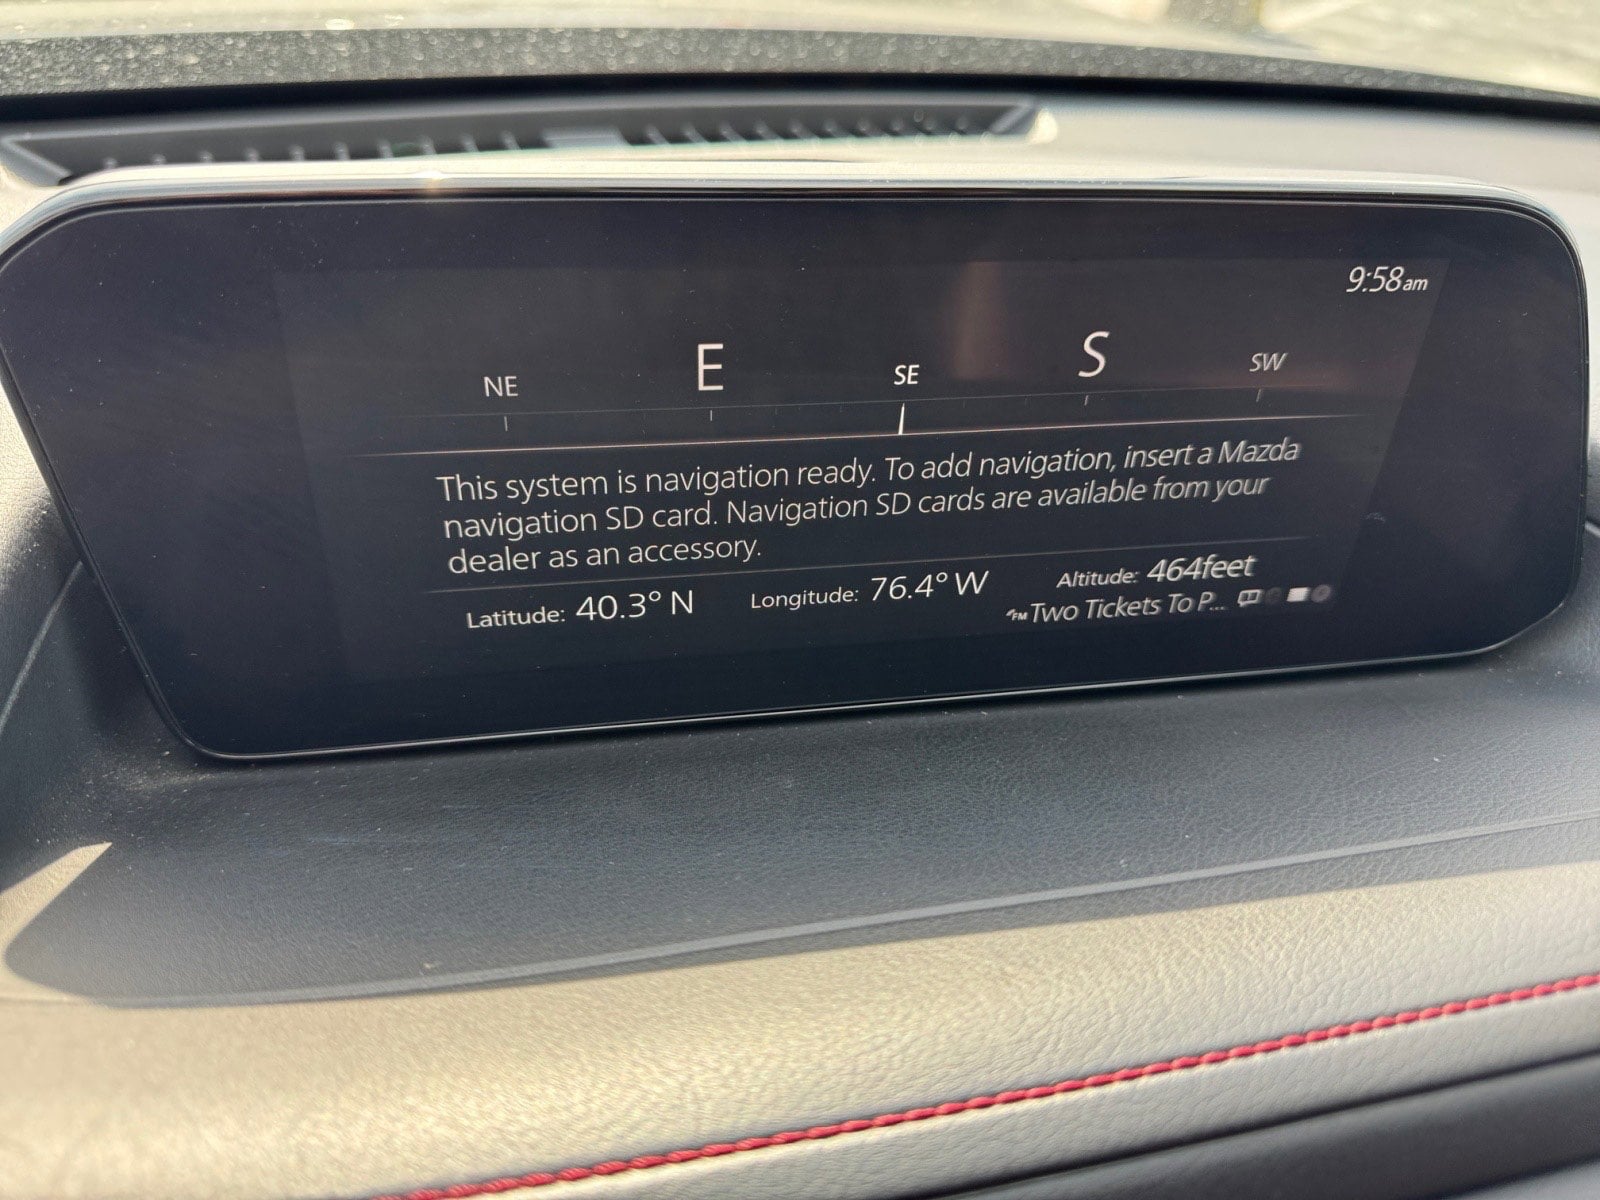 9:58am
NE E SE S SW
This system is navigation ready. To add navigation, insert a Mazda
navigation SD card. Navigation SD cards are available from your
dealer as an accessory.
Latitude: 40.3° N Longitude: 76.4° W Altitude: 464feet
FM Two Tickets To P...